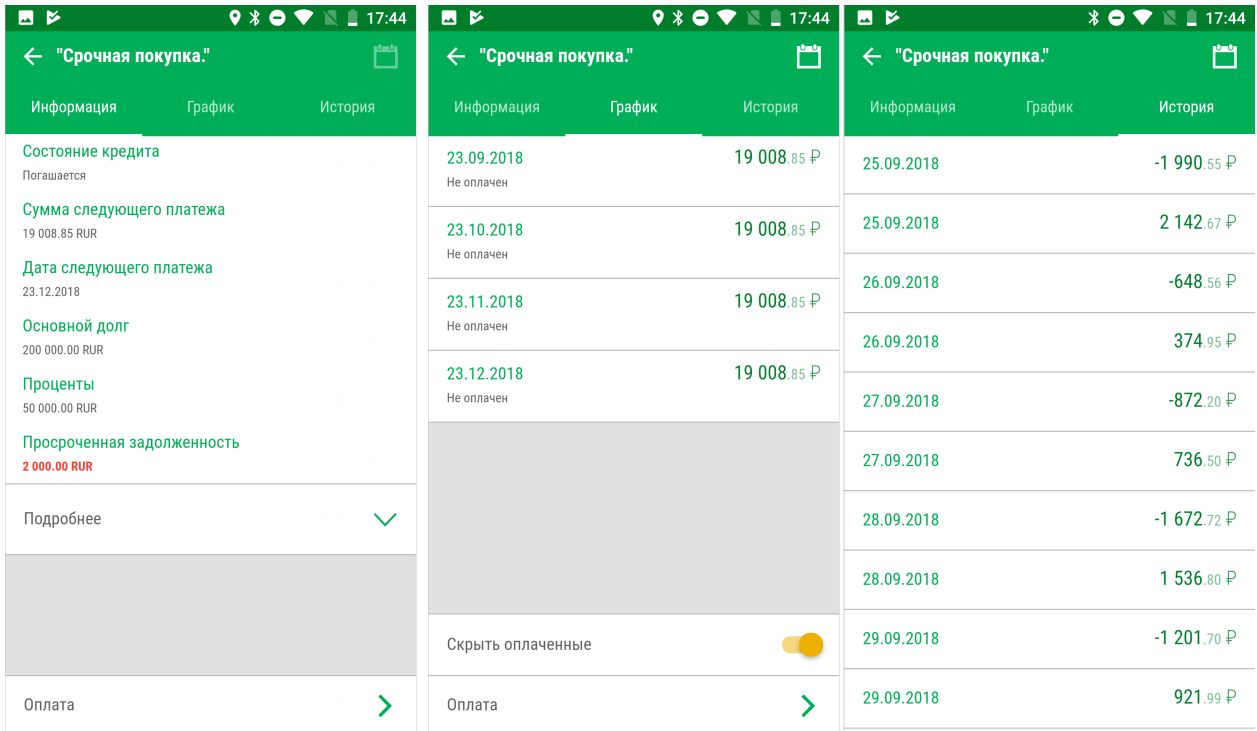 17:44
"Срочная покупка."
Информация График История
Состояние кредита
Погашается
Сумма следующего платежа
19 008.85 RUR
Дата следующего платежа
23.12.2018
Основной долг
200 000.00 RUR
Проценты
50 000.00 RUR
Просроченная задолженность
2 000.00 RUR
Подробнее
Оплата
17:44
"Срочная покупка."
Информация График История
23.09.2018 19 008.85 ₽
Не оплачен
23.10.2018 19 008.85 ₽
Не оплачен
23.11.2018 19 008.85 ₽
Не оплачен
23.12.2018 19 008.85 ₽
Не оплачен
Скрыть оплаченные
Оплата
17:44
"Срочная покупка."
Информация График История
25.09.2018 -1 990.55 ₽
25.09.2018 2 142.67 ₽
26.09.2018 -648.56 ₽
26.09.2018 374.95 ₽
27.09.2018 -872.20 ₽
27.09.2018 736.50 ₽
28.09.2018 -1 672.72 ₽
28.09.2018 1 536.80 ₽
29.09.2018 -1 201.70 ₽
29.09.2018 921.99 ₽